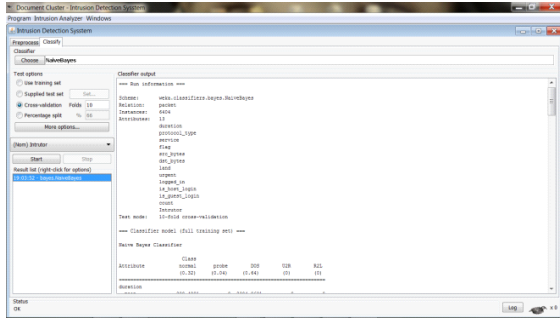 Document Cluster - Intrusion Detection Sysytem
Program Intrusion Analyzer Windows
Intrusion Detection System
Preprocess Classify
Classifier
Choose NaiveBayes
Test options
Use training set
Supplied test set Set...
Cross-validation Folds 10
Percentage split % 66
More options...
(Nom) Intrutor
Start Stop
Result list (right-click for options)
19:03:32 - bayes.NaiveBayes
Classifier output
=== Run information ===
Scheme: weka.classifiers.bayes.NaiveBayes
Relation: packet
Instances: 6404
Attributes: 13
duration
protocol_type
service
flag
src_bytes
dst_bytes
land
urgent
logged_in
is_host_login
is_guest_login
count
Intrutor
Test mode: 10-fold cross-validation
=== Classifier model (full training set) ===
Naive Bayes Classifier
Class
Attribute normal probe DOS U2R R2L
(0.32) (0.04) (0.64) (0) (0)
duration
Status
OK
Log x 0